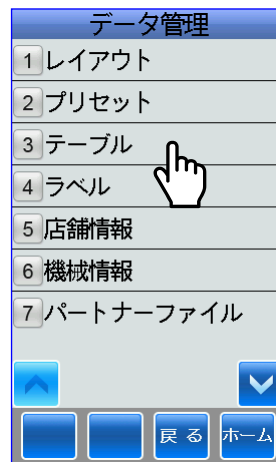 データ管理
1 レイアウト
2 プリセット
3 テーブル
4 ラベル
5 店舗情報
6 機械情報
7 パートナーファイル
戻る ホーム